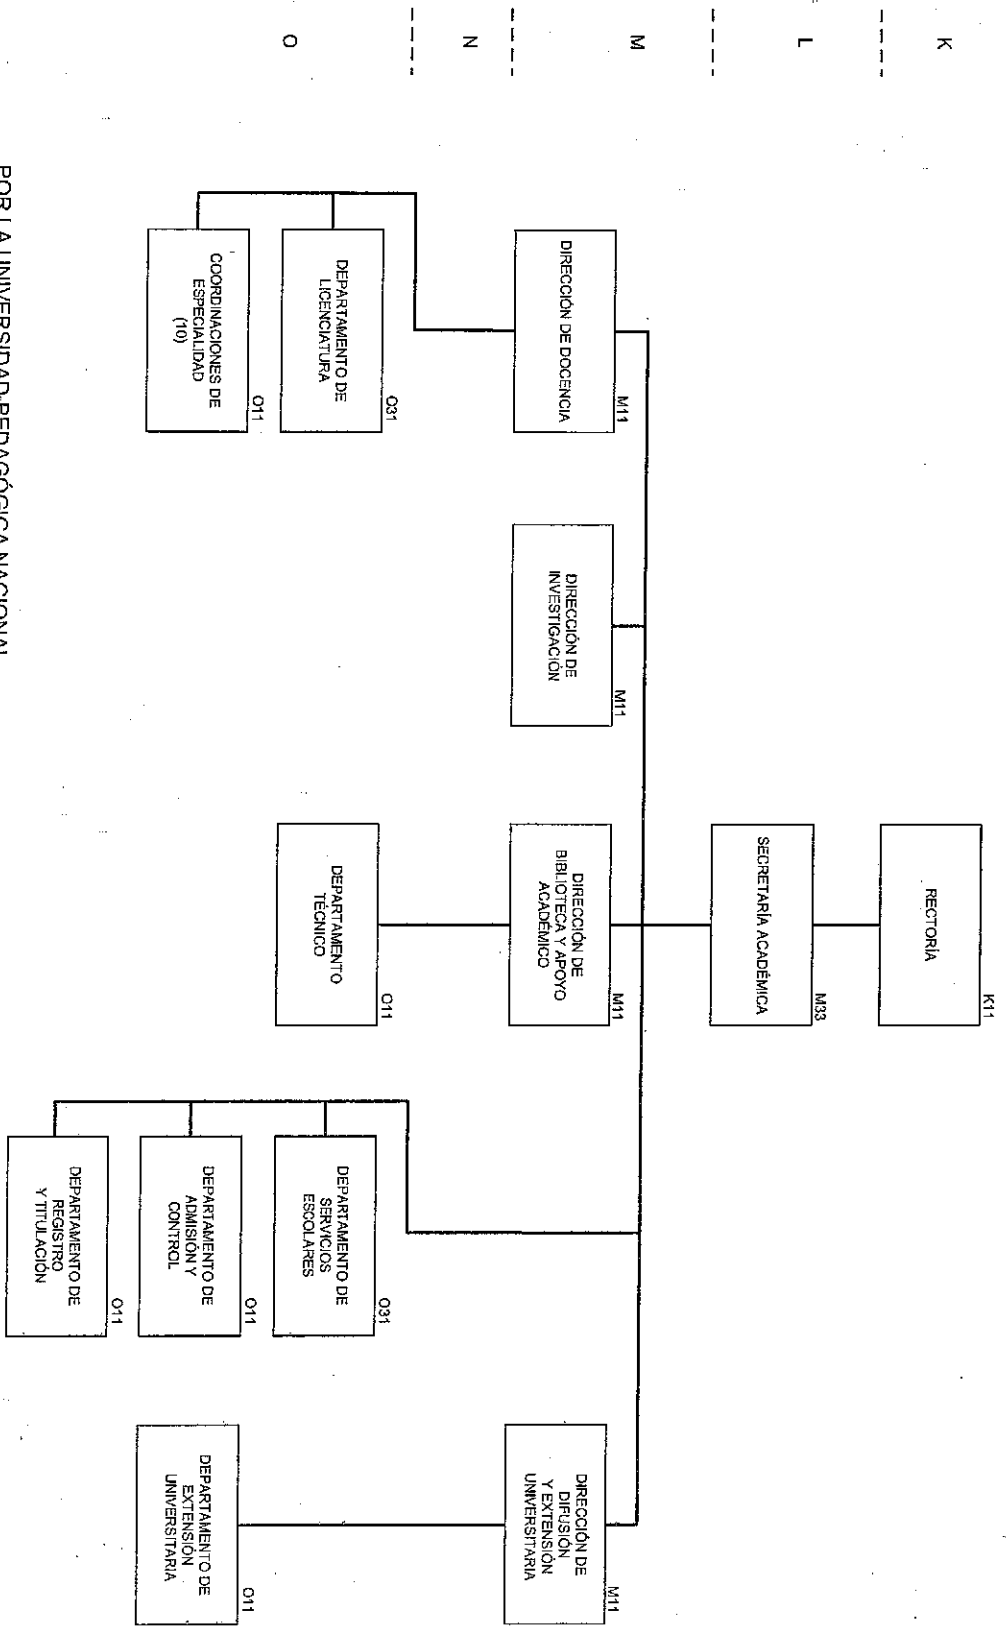 K
L
M
N
O
K11
RECTORÍA
M33
SECRETARÍA ACADÉMICA
M11
DIRECCIÓN DE DOCENCIA
M11
DIRECCIÓN DE
INVESTIGACIÓN
M11
DIRECCIÓN DE
BIBLIOTECA Y APOYO
ACADÉMICO
M11
DIRECCIÓN DE
DIFUSIÓN
Y EXTENSIÓN
UNIVERSITARIA
O31
DEPARTAMENTO DE
LICENCIATURA
O11
COORDINACIONES DE
ESPECIALIDAD
(10)
O11
DEPARTAMENTO
TÉCNICO
O31
DEPARTAMENTO DE
SERVICIOS
ESCOLARES
O11
DEPARTAMENTO DE
ADMISIÓN Y
CONTROL
O11
DEPARTAMENTO DE
REGISTRO
Y TITULACIÓN
O11
DEPARTAMENTO DE
EXTENSIÓN
UNIVERSITARIA
POR LA UNIVERSIDAD PEDAGÓGICA NACIONAL